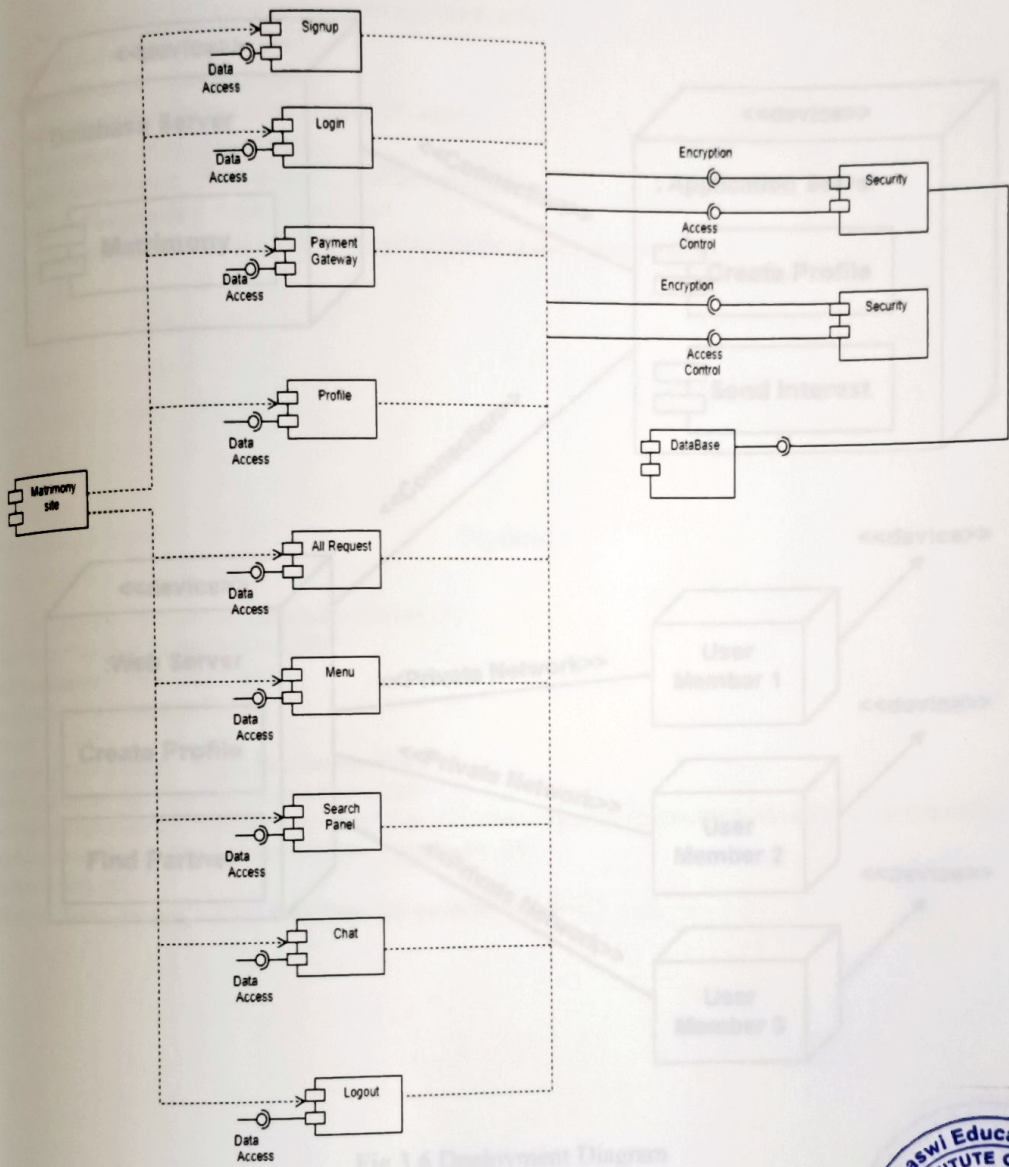 Signup
Data
Access
Login
Data
Access
Payment
Gateway
Data
Access
Profile
Data
Access
Matrimony
site
All Request
Data
Access
Menu
Data
Access
Search
Panel
Data
Access
Chat
Data
Access
Logout
Data
Access
Encryption
Security
Access
Control
Encryption
Security
Access
Control
DataBase
<<device>>
Database Server
Matrimony
<<device>>
: Application
Create Profile
Send Interest
<<Connection>>
<<Connection>>
<<device>>
:Web Server
Create Profile
Find Partner
<<Private Network>>
<<Private Network>>
<<Private Network>>
<<device>>
User
Member 1
<<device>>
User
Member 2
<<device>>
User
Member 3
Fig 3.6 Deployment Diagram